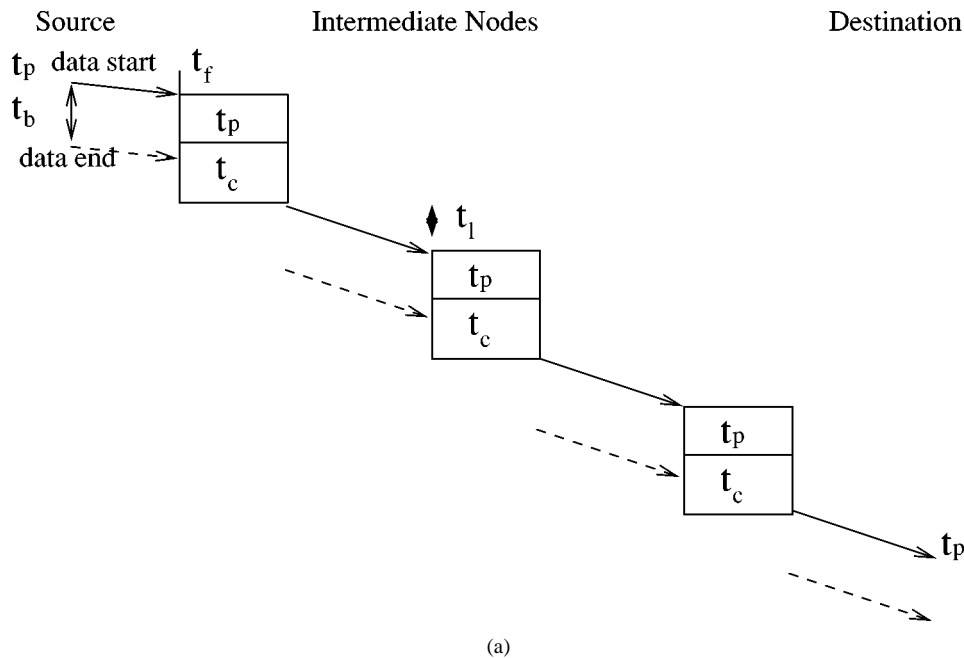 Source Intermediate Nodes Destination
tp data start tf
tb
tp
data end
tc
tl
tp
tc
tp
tc
tp
(a)